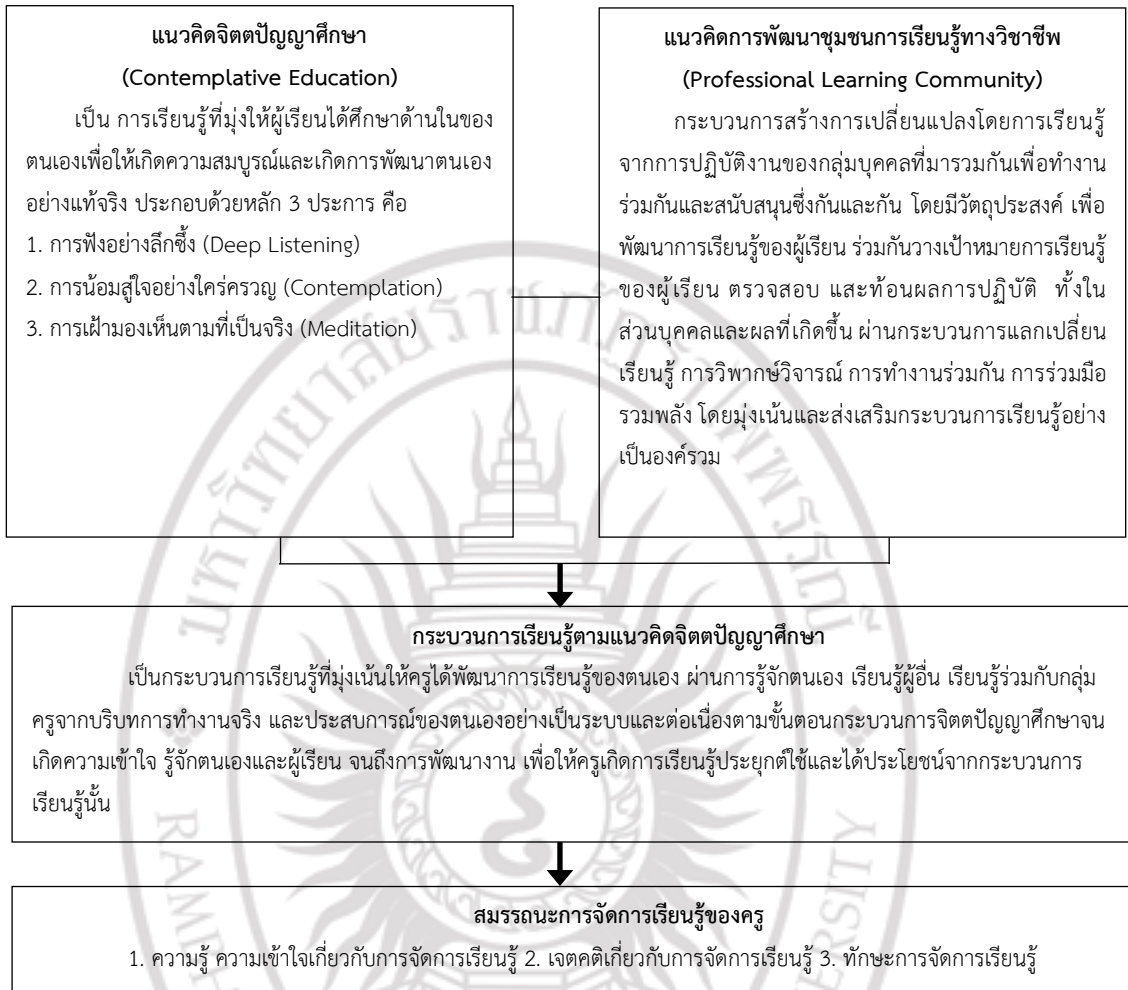 แนวคิดจิตตปัญญาศึกษา
(Contemplative Education)
เป็น การเรียนรู้ที่มุ่งให้ผู้เรียนได้ศึกษาด้านในของ
ตนเองเพื่อให้เกิดความสมบูรณ์และเกิดการพัฒนาตนเอง
อย่างแท้จริง ประกอบด้วยหลัก 3 ประการ คือ
1. การฟังอย่างลึกซึ้ง (Deep Listening)
2. การน้อมสู่ใจอย่างใคร่ครวญ (Contemplation)
3. การเฝ้ามองเห็นตามที่เป็นจริง (Meditation)
แนวคิดการพัฒนาชุมชนการเรียนรู้ทางวิชาชีพ
(Professional Learning Community)
กระบวนการสร้างการเปลี่ยนแปลงโดยการเรียนรู้
จากการปฏิบัติงานของกลุ่มบุคคลที่มารวมกันเพื่อทำงาน
ร่วมกันและสนับสนุนซึ่งกันและกัน โดยมีวัตถุประสงค์ เพื่อ
พัฒนาการเรียนรู้ของผู้เรียน ร่วมกันวางเป้าหมายการเรียนรู้
ของผู้เรียน ตรวจสอบ และท้อนผลการปฏิบัติ ทั้งใน
ส่วนบุคคลและผลที่เกิดขึ้น ผ่านกระบวนการแลกเปลี่ยน
เรียนรู้ การวิพากษ์วิจารณ์ การทำงานร่วมกัน การร่วมมือ
รวมพลัง โดยมุ่งเน้นและส่งเสริมกระบวนการเรียนรู้อย่าง
เป็นองค์รวม
กระบวนการเรียนรู้ตามแนวคิดจิตตปัญญาศึกษา
เป็นกระบวนการเรียนรู้ที่มุ่งเน้นให้ครูได้พัฒนาการเรียนรู้ของตนเอง ผ่านการรู้จักตนเอง เรียนรู้ผู้อื่น เรียนรู้ร่วมกับกลุ่ม
ครูจากบริบทการทำงานจริง และประสบการณ์ของตนเองอย่างเป็นระบบและต่อเนื่องตามขั้นตอนกระบวนการจิตตปัญญาศึกษาจน
เกิดความเข้าใจ รู้จักตนเองและผู้เรียน จนถึงการพัฒนางาน เพื่อให้ครูเกิดการเรียนรู้ประยุกต์ใช้และได้ประโยชน์จากกระบวนการ
เรียนรู้นั้น
สมรรถนะการจัดการเรียนรู้ของครู
1. ความรู้ ความเข้าใจเกี่ยวกับการจัดการเรียนรู้ 2. เจตคติเกี่ยวกับการจัดการเรียนรู้ 3. ทักษะการจัดการเรียนรู้